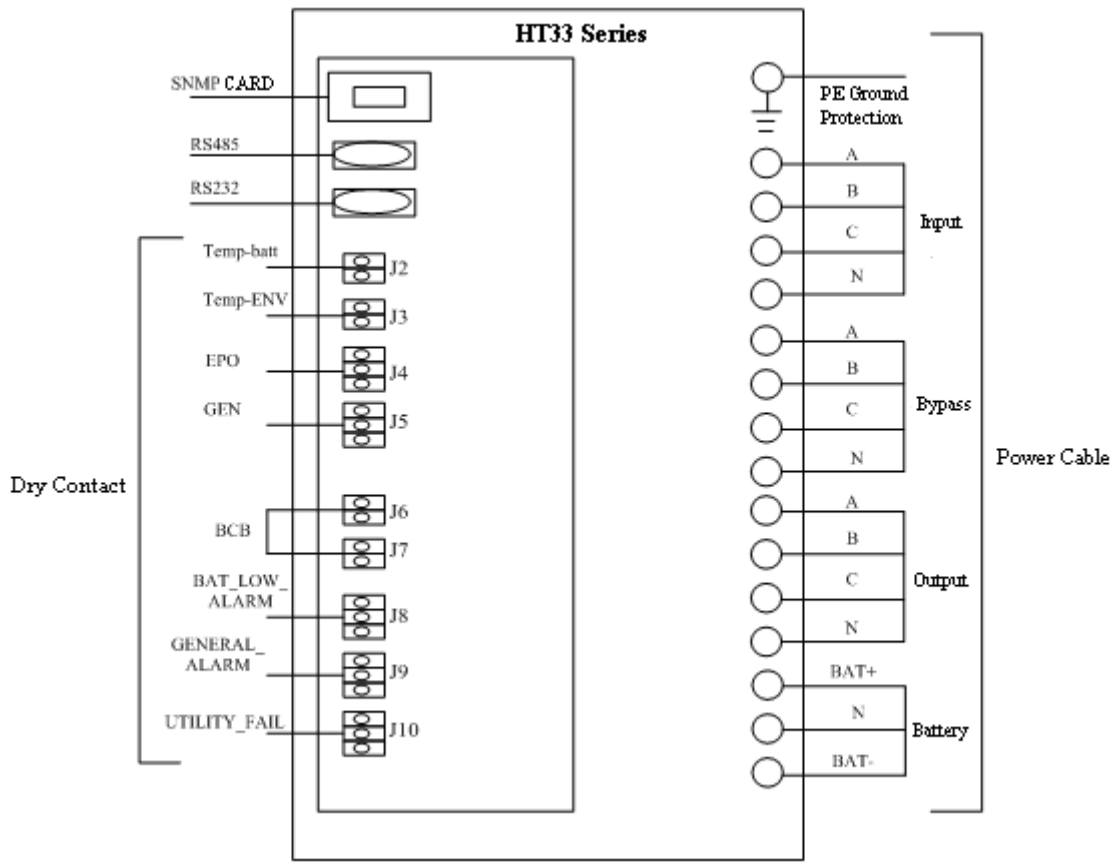 HT33 Series
SNMP CARD
RS485
RS232
Dry Contact
Temp-batt
J2
Temp-ENV
J3
EPO
J4
GEN
J5
BCB
J6
J7
BAT_LOW_
ALARM
J8
GENERAL_
ALARM
J9
UTILITY_FAIL
J10
PE Ground
Protection
A
B
C
N
Input
A
B
C
N
Bypass
A
B
C
N
Output
BAT+
N
BAT-
Battery
Power Cable